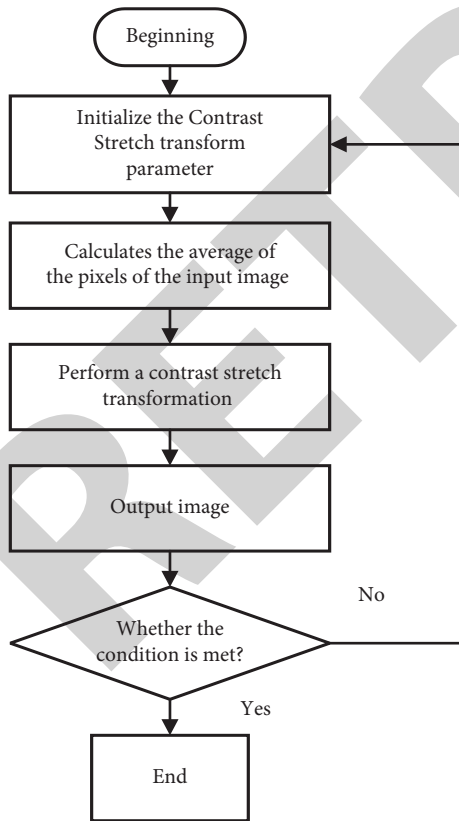 Beginning
Initialize the Contrast
Stretch transform
parameter
Calculates the average of
the pixels of the input image
Perform a contrast stretch
transformation
Output image
Whether the
condition is met?
No
Yes
End